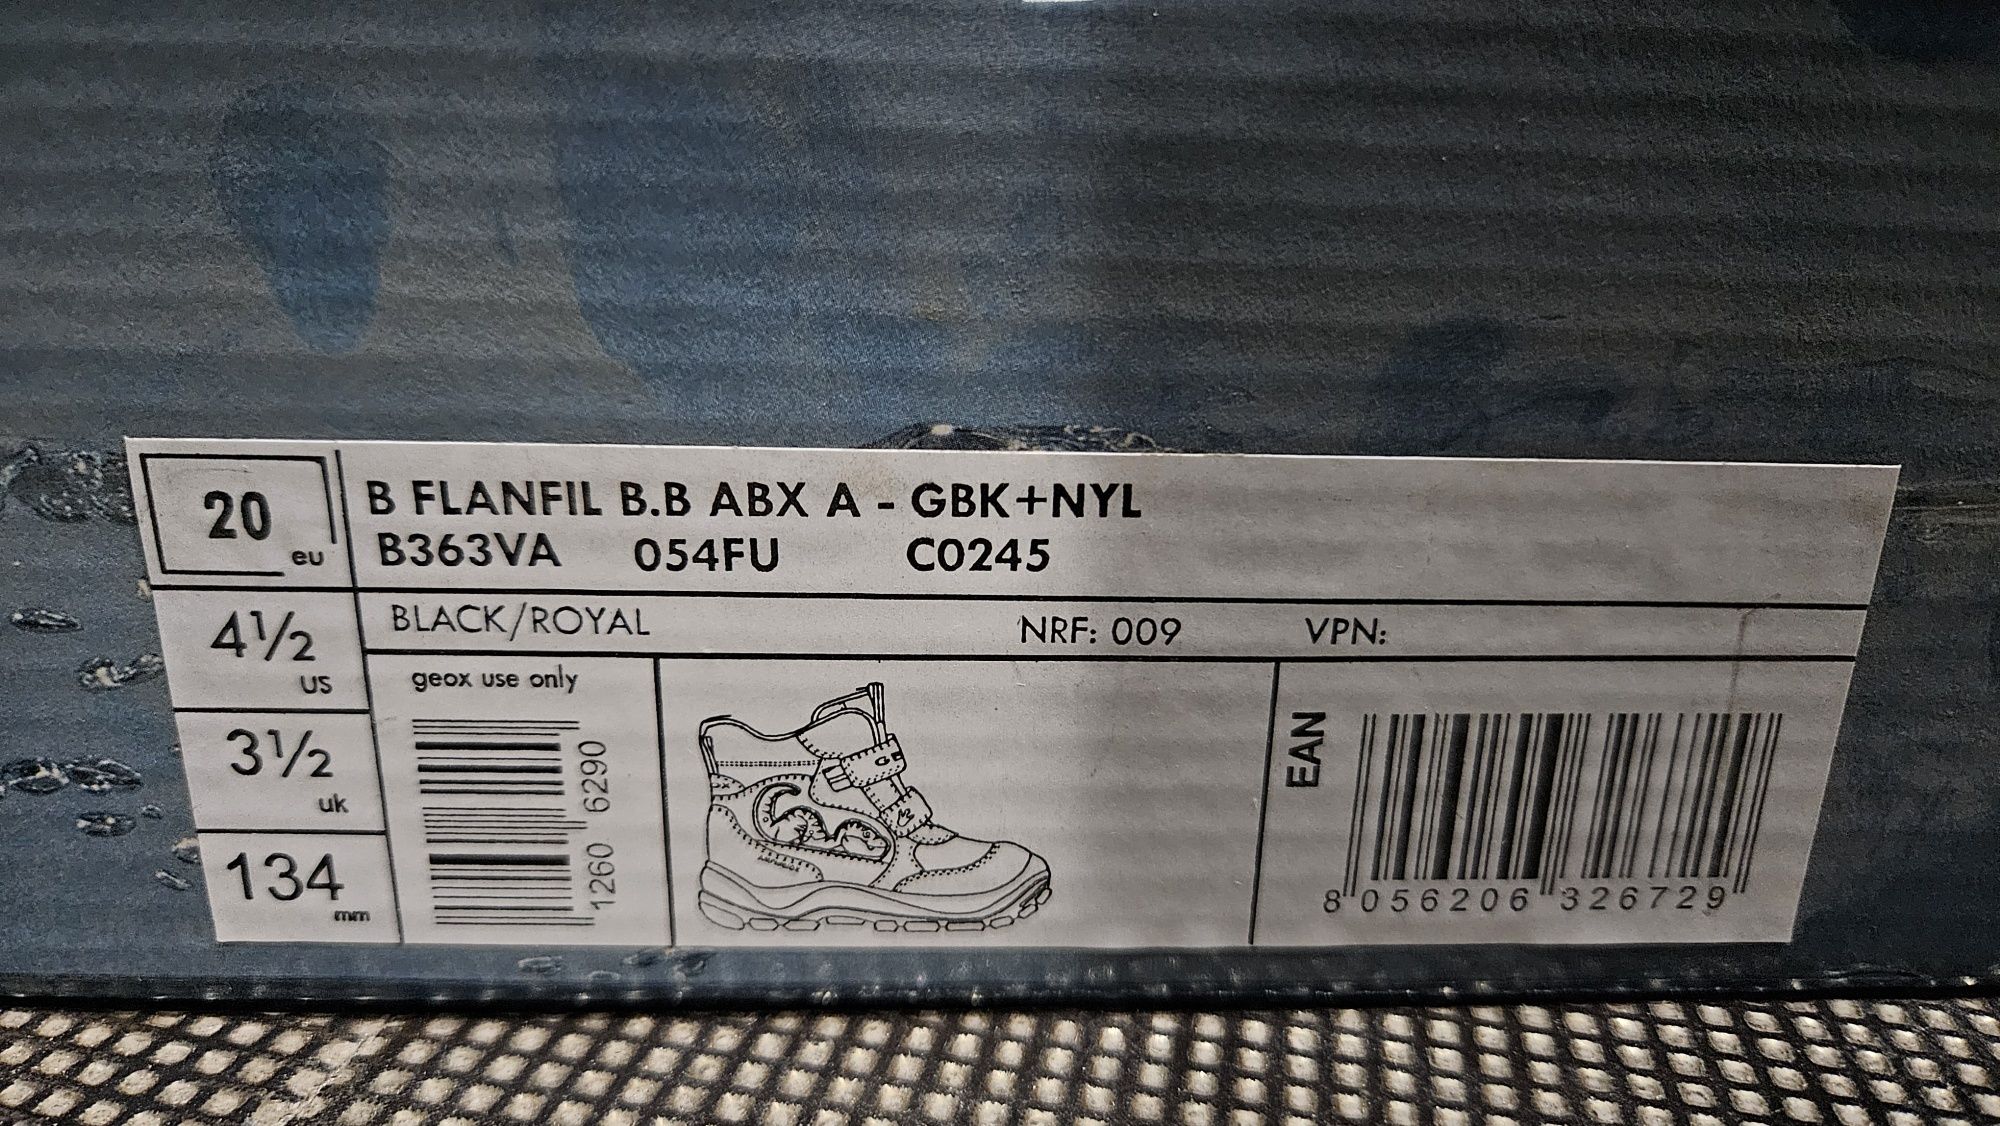 20 eu
B FLANFIL B.B ABX A - GBK+NYL
B363VA 054FU C0245
4½ US
BLACK/ROYAL NRF: 009 VPN:
3½ uk
134 mm
geox use only
1260 6290
EAN
8 056206 326729